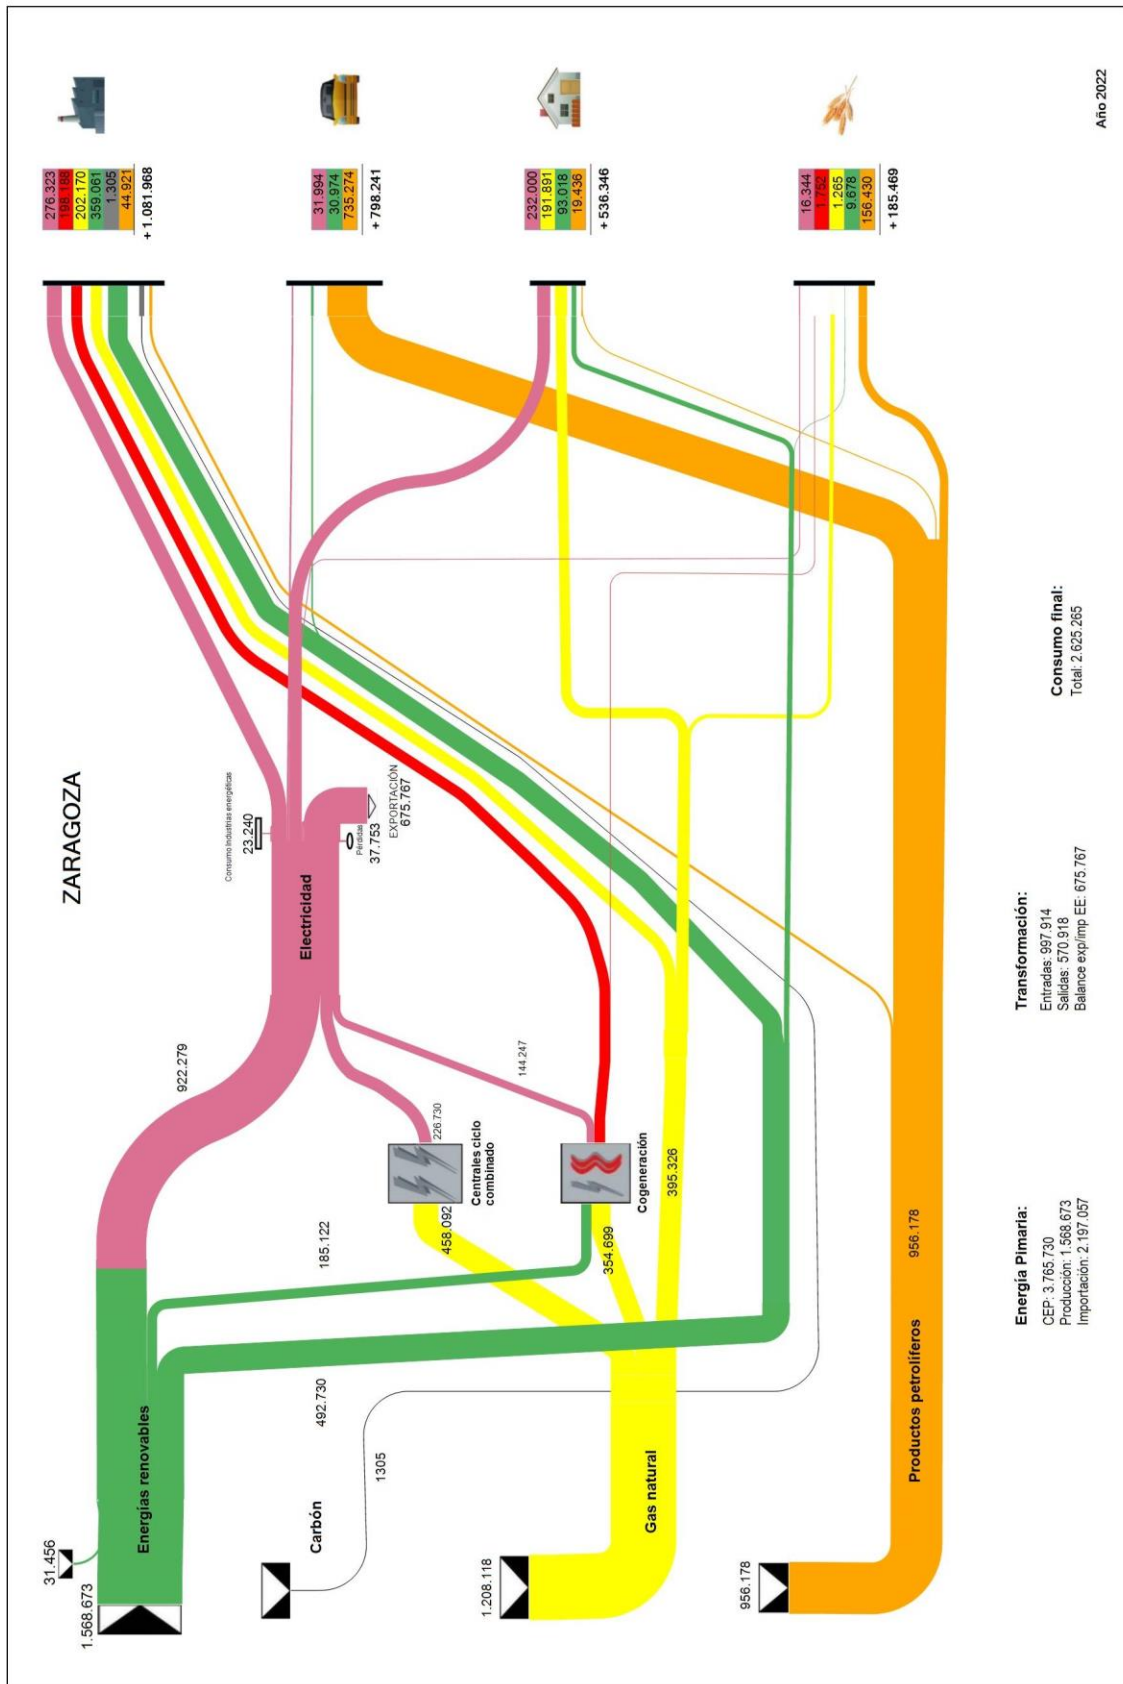 ZARAGOZA
31.456
1.568.673
Energías renovables
922.279
185.122
492.730
Carbón
1305
1.208.118
Gas natural
956.178
Productos petrolíferos
956.178
458.092
Centrales ciclo
combinado
226.730
354.699
Cogeneración
144.247
395.326
Electricidad
Consumo Industrias energéticas
23.240
Pérdidas
37.753
EXPORTACIÓN
675.767
276.323
198.188
202.170
359.061
1.305
44.921
+ 1.081.968
31.994
30.974
735.274
+ 798.241
232.000
191.891
93.018
19.436
+ 536.346
16.344
1.752
1.265
9.678
156.430
+ 185.469
Energía Pimaria:
CEP: 3.765.730
Producción: 1.568.673
Importación: 2.197.057
Transformación:
Entradas: 997.914
Salidas: 570.918
Balance exp/imp EE: 675.767
Consumo final:
Total: 2.625.265
Año 2022